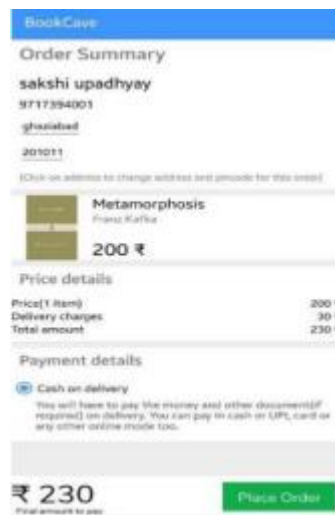 BookCave
Order Summary
sakshi upadhyay
9717394001
ghaziabad
201011
(Click on address to change address and pincode for this order)
Metamorphosis
Franz Kafka
200 ₹
Price details
Price(1 item) 200
Delivery charges 30
Total amount 230
Payment details
Cash on delivery
You will have to pay the money and other document(if
required) on delivery. You can pay in cash or UPI, card or
any other online mode too.
₹ 230
Final amount to pay
Place Order